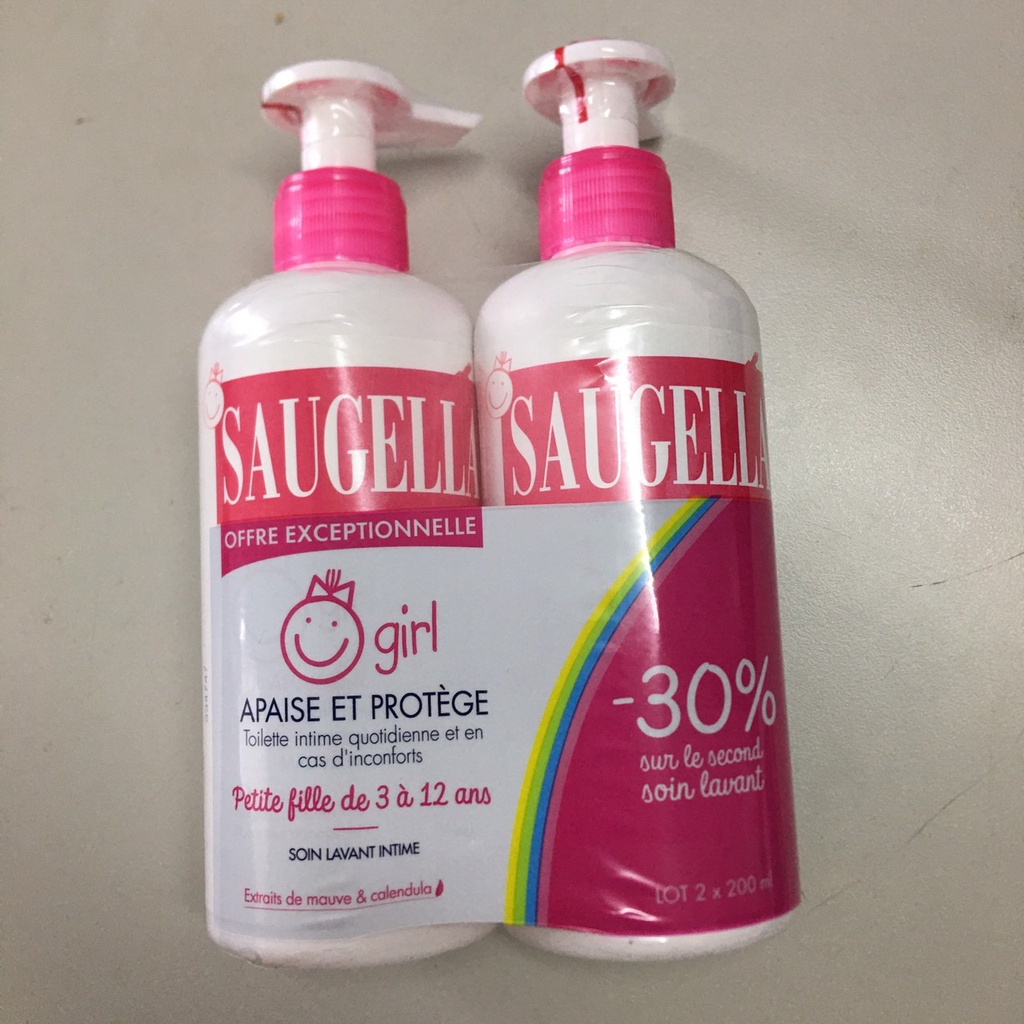 SAUGELLA
SAUGELLA
OFFRE EXCEPTIONNELLE
girl
APAISE ET PROTÈGE
Toilette intime quotidienne et en
cas d'inconforts
Petite fille de 3 à 12 ans
SOIN LAVANT INTIME
Extraits de mauve & calendula
-30%
sur le second
soin lavant
LOT 2 x 200 ml